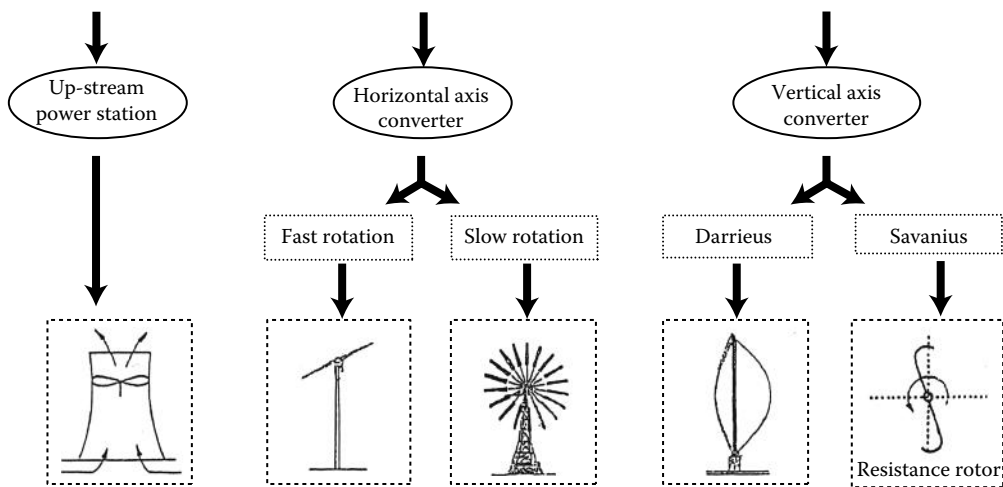 Up-stream
power station
Horizontal axis
converter
Vertical axis
converter
Fast rotation
Slow rotation
Darrieus
Savanius
Resistance rotor